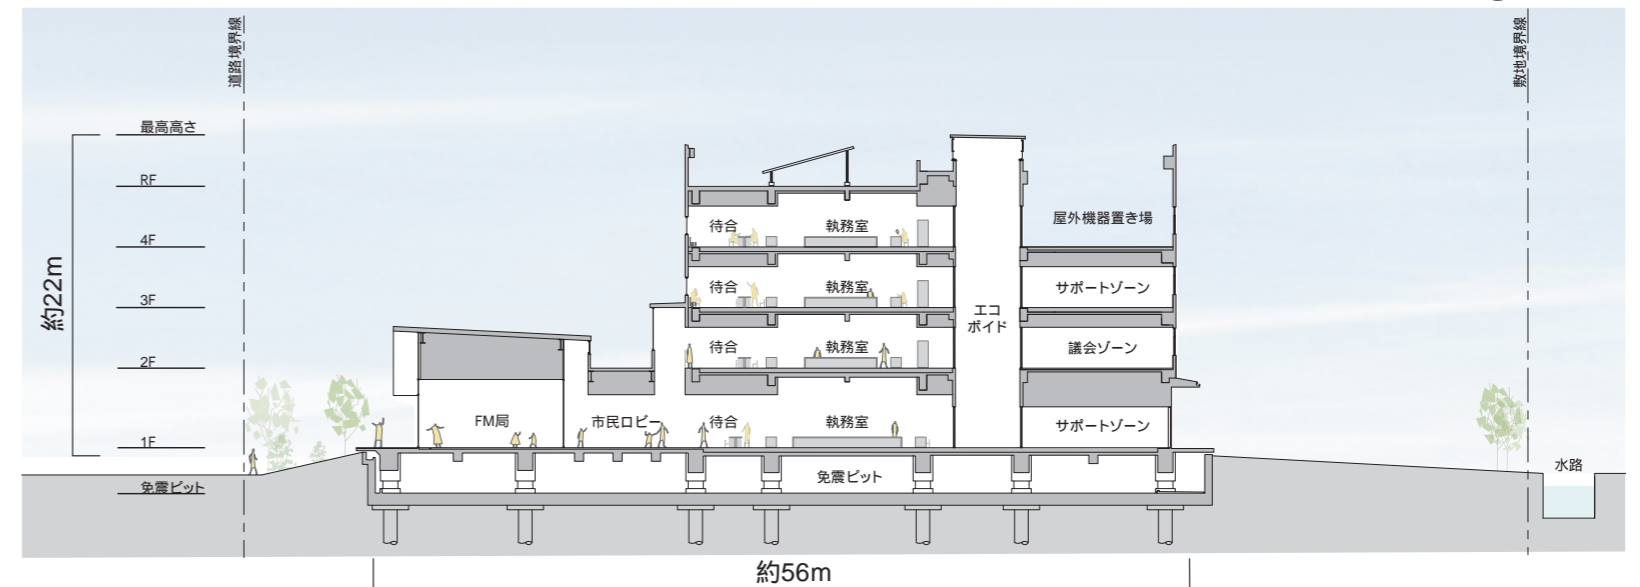 道路境界線
敷地境界線
最高高さ
RF
4F
3F
2F
1F
免震ピット
約22m
待合
執務室
屋外機器置き場
待合
執務室
サポートゾーン
エコ
ボイド
待合
執務室
議会ゾーン
FM局
市民ロビー
待合
執務室
サポートゾーン
免震ピット
水路
約56m